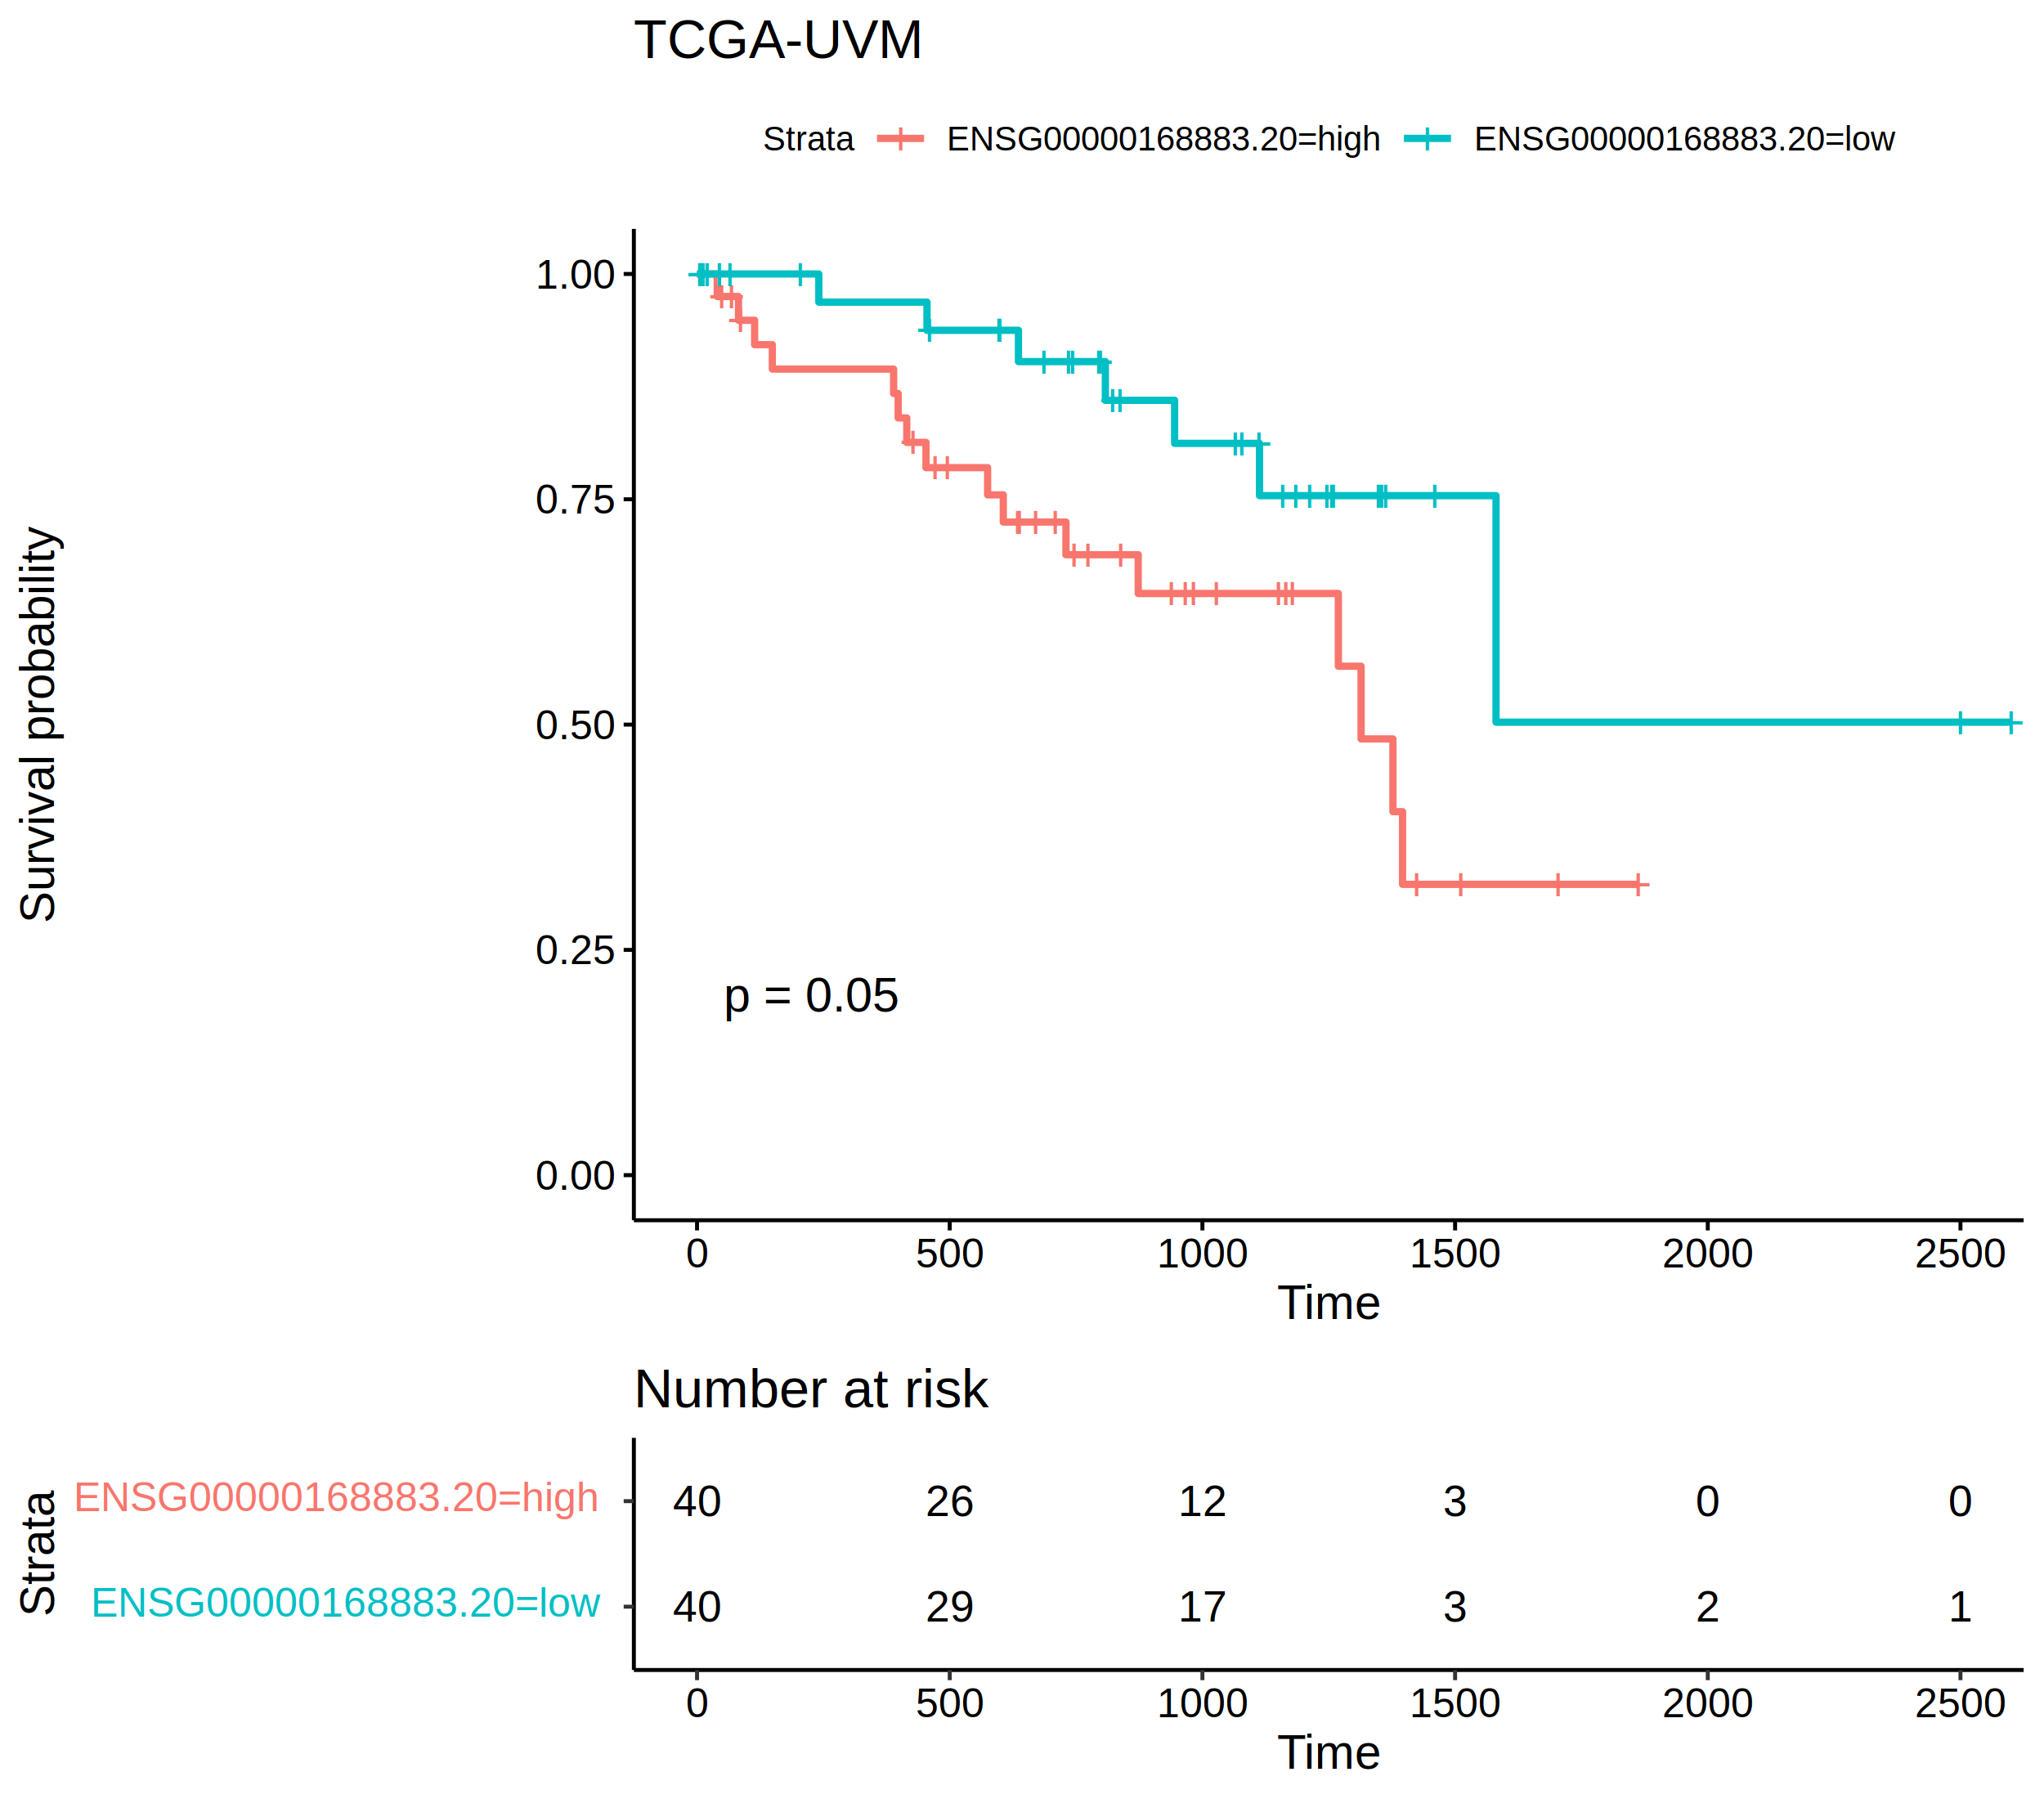 TCGA-UVM
Strata ENSG00000168883.20=high ENSG00000168883.20=low
Survival probability
1.00
0.75
0.50
0.25
0.00
p = 0.05
0 500 1000 1500 2000 2500
Time
Number at risk
Strata
ENSG00000168883.20=high 40 26 12 3 0 0
ENSG00000168883.20=low 40 29 17 3 2 1
0 500 1000 1500 2000 2500
Time